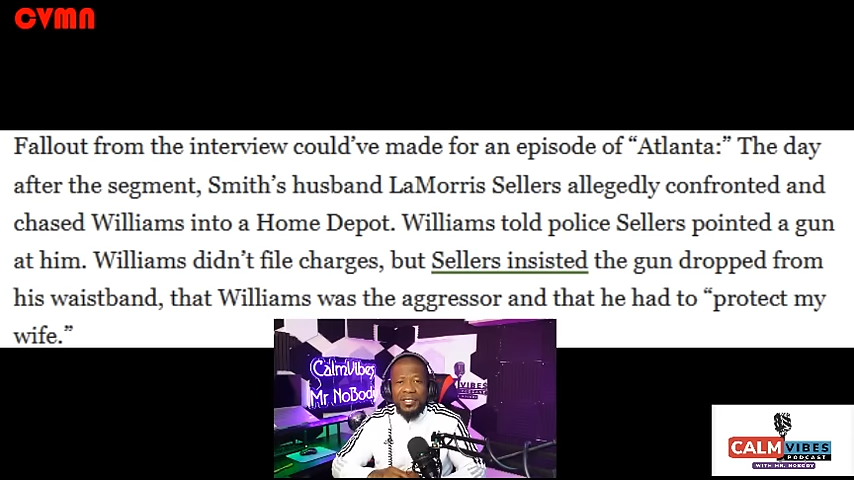 CVMN
Fallout from the interview could’ve made for an episode of “Atlanta:” The day
after the segment, Smith’s husband LaMorris Sellers allegedly confronted and
chased Williams into a Home Depot. Williams told police Sellers pointed a gun
at him. Williams didn’t file charges, but Sellers insisted the gun dropped from
his waistband, that Williams was the aggressor and that he had to “protect my
wife.”
CalmVibes
Mr NoBod
VIBES
CALM VIBES
PODCAST
WITH MR. NOBODY